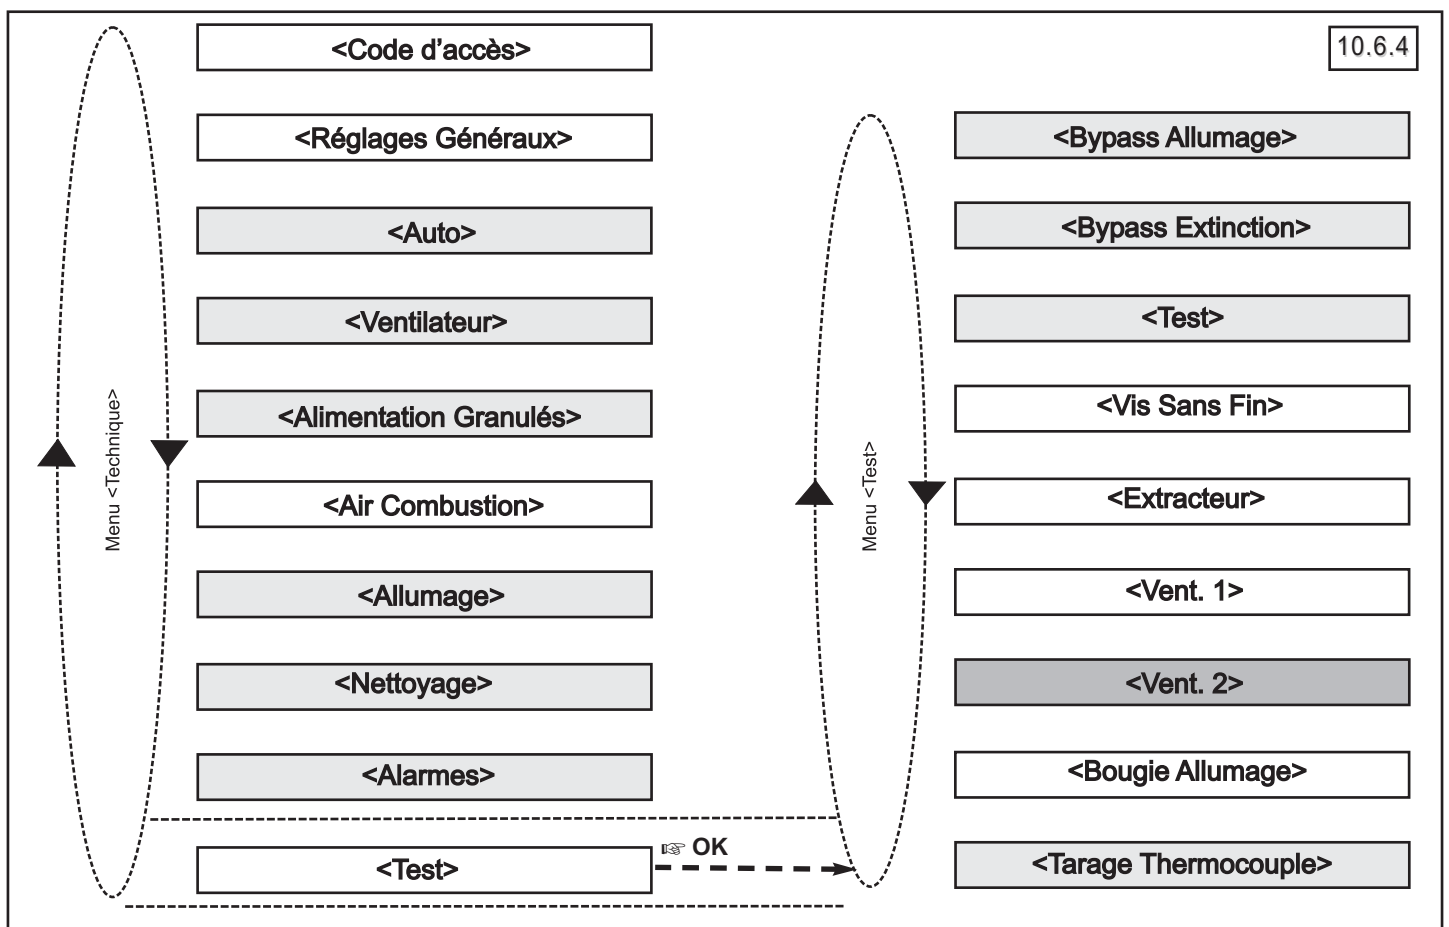 10.6.4
<Code d’accès>
<Réglages Généraux>
<Auto>
<Ventilateur>
<Alimentation Granulés>
<Air Combustion>
<Allumage>
<Nettoyage>
<Alarmes>
<Test>
Menu <Technique>
☞ OK
Menu <Test>
<Bypass Allumage>
<Bypass Extinction>
<Test>
<Vis Sans Fin>
<Extracteur>
<Vent. 1>
<Vent. 2>
<Bougie Allumage>
<Tarage Thermocouple>